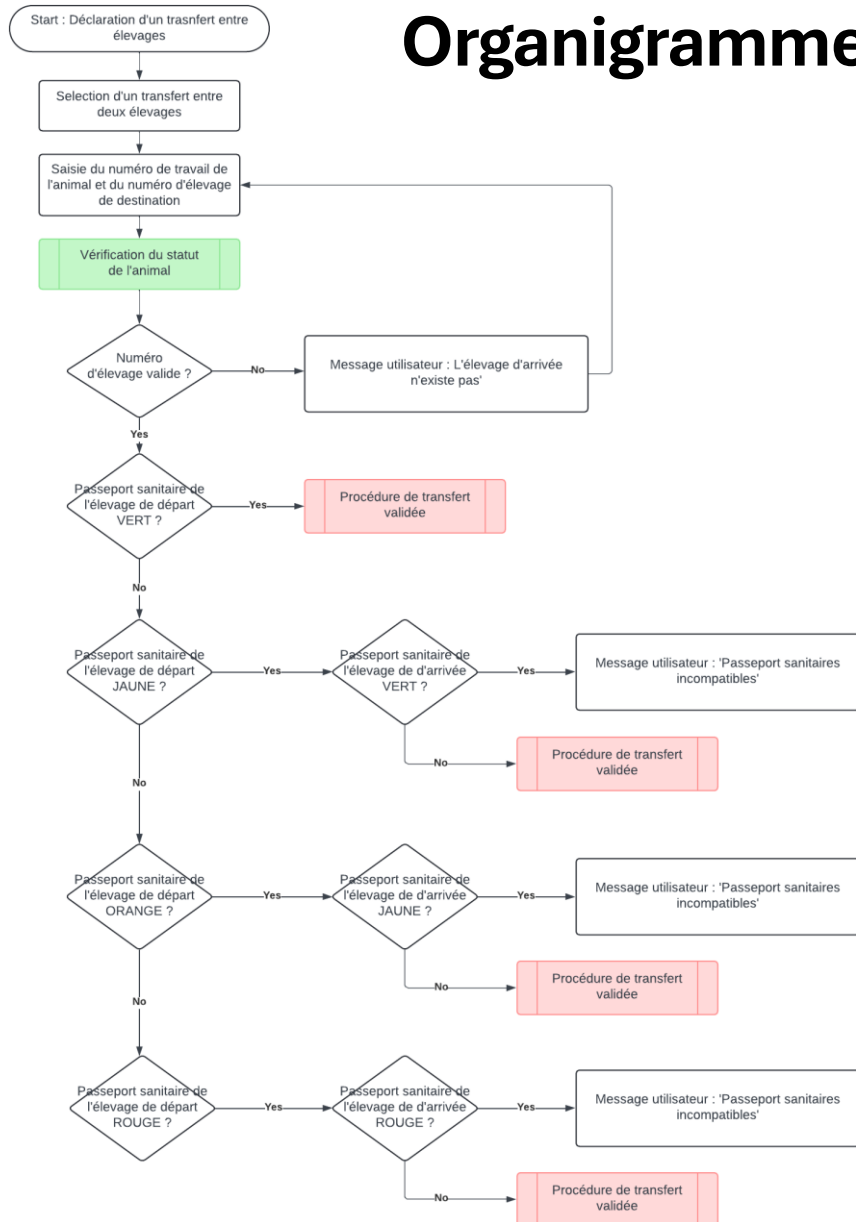 Organigramme
Start : Déclaration d'un trasnfert entre
élevages
Selection d'un transfert entre
deux élevages
Saisie du numéro de travail de
l'animal et du numéro d'élevage
de destination
Vérification du statut
de l'animal
Numéro
d'élevage valide ?
No
Message utilisateur : L'élevage d'arrivée
n'existe pas'
Yes
Passeport sanitaire de
l'élevage de départ
VERT ?
Yes
Procédure de transfert
validée
No
Passeport sanitaire de
l'élevage de départ
JAUNE ?
Yes
Passeport sanitaire de
l'élevage de d'arrivée
VERT ?
Yes
Message utilisateur : 'Passeport sanitaires
incompatibles'
No
Procédure de transfert
validée
No
Passeport sanitaire de
l'élevage de départ
ORANGE ?
Yes
Passeport sanitaire de
l'élevage de d'arrivée
JAUNE ?
Yes
Message utilisateur : 'Passeport sanitaires
incompatibles'
No
Procédure de transfert
validée
No
Passeport sanitaire de
l'élevage de départ
ROUGE ?
Yes
Passeport sanitaire de
l'élevage de d'arrivée
ROUGE ?
Yes
Message utilisateur : 'Passeport sanitaires
incompatibles'
No
Procédure de transfert
validée